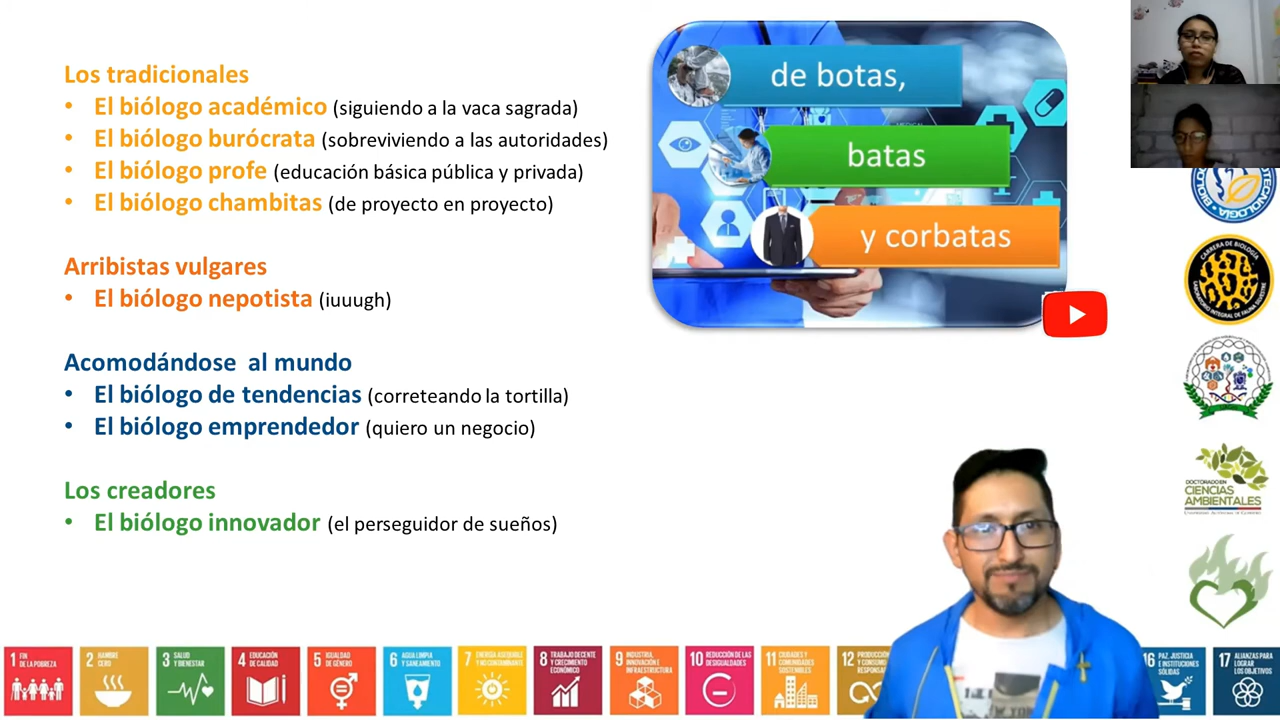 Los tradicionales
• El biólogo académico (siguiendo a la vaca sagrada)
• El biólogo burócrata (sobreviviendo a las autoridades)
• El biólogo profe (educación básica pública y privada)
• El biólogo chambitas (de proyecto en proyecto)
Arribistas vulgares
• El biólogo nepotista (iuuugh)
Acomodándose al mundo
• El biólogo de tendencias (correteando la tortilla)
• El biólogo emprendedor (quiero un negocio)
Los creadores
• El biólogo innovador (el perseguidor de sueños)
de botas,
batas
y corbatas
CARRERA DE BIOLOGÍA
LABORATORIO INTEGRAL DE FAUNA SILVESTRE
DOCTORADO EN
CIENCIAS
AMBIENTALES
1 FIN
DE LA POBREZA
2 HAMBRE
CERO
3 SALUD
Y BIENESTAR
4 EDUCACIÓN
DE CALIDAD
5 IGUALDAD
DE GÉNERO
6 AGUA LIMPIA
Y SANEAMIENTO
7 ENERGÍA ASEQUIBLE
Y NO CONTAMINANTE
8 TRABAJO DECENTE
Y CRECIMIENTO
ECONÓMICO
9 INDUSTRIA,
INNOVACIÓN E
INFRAESTRUCTURA
10 REDUCCIÓN DE LAS
DESIGUALDADES
11 CIUDADES Y
COMUNIDADES
SOSTENIBLES
12
16 PAZ, JUSTICIA
E INSTITUCIONES
SÓLIDAS
17 ALIANZAS PARA
LOGRAR
LOS OBJETIVOS